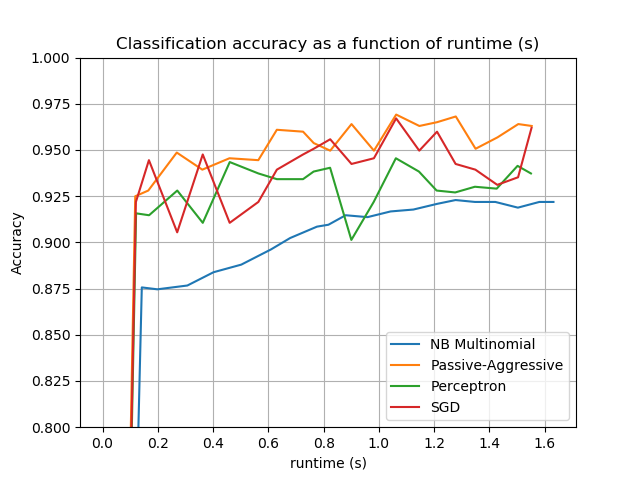 Classification accuracy as a function of runtime (s)
1.000
0.975
0.950
0.925
0.900
0.875
0.850
0.825
0.800
Accuracy
NB Multinomial
Passive-Aggressive
Perceptron
SGD
0.0 0.2 0.4 0.6 0.8 1.0 1.2 1.4 1.6
runtime (s)